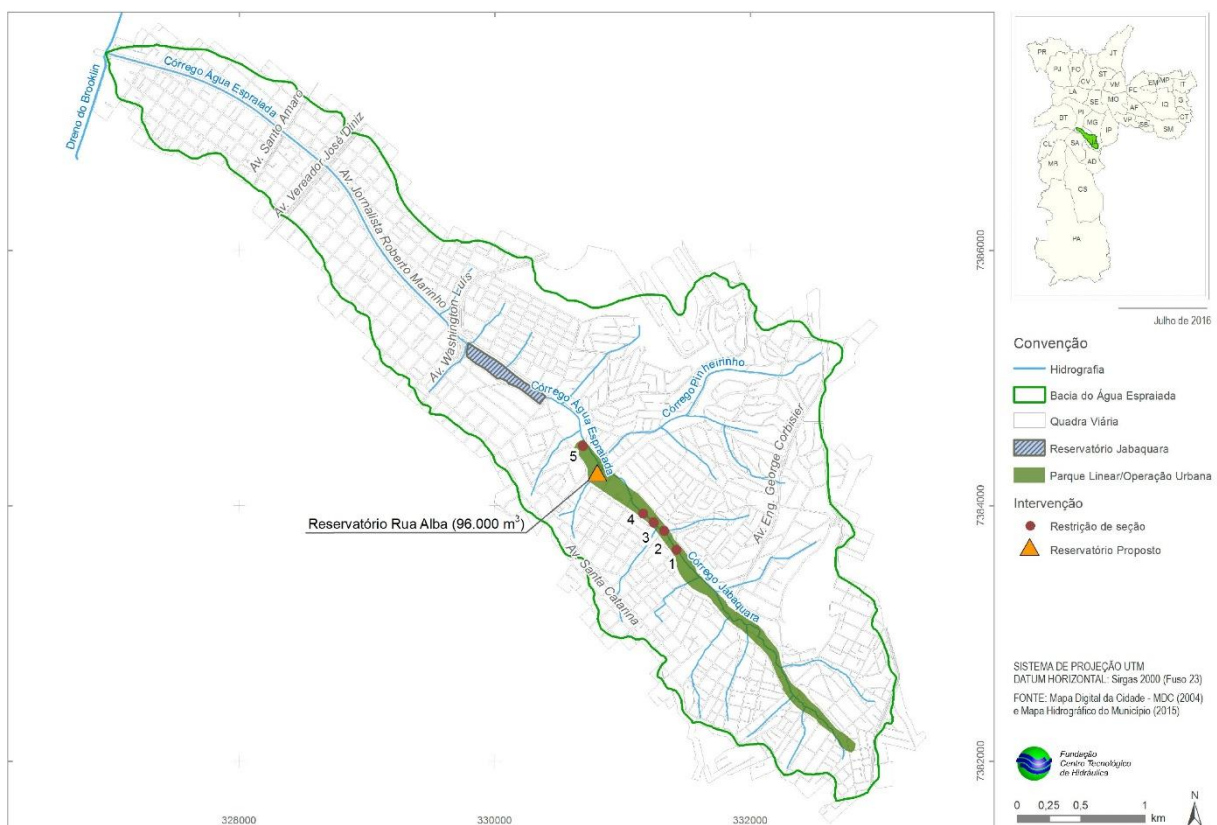 Dreno do Brooklin
Córrego Água Espraiada
Av. Santo Amaro
Av. Vereador José Diniz
Av. Jornalista Roberto Marinho
Av. Washington Luís
Córrego Água Espraiada
Córrego Pinheirinho
Av. Eng. George Corbisier
5
4
3
2
1
Reservatório Rua Alba (96.000 m³)
Av. Santa Catarina
Córrego Jabaquara
328000
330000
332000
7386000
7384000
7382000
PR
JT
PJ
FO
CV
ST
VM
EM
MP
IT
LA
SE
MO
PE
G
AF
IQ
CT
BT
PI
MG
IP
VP
SB
SM
CL
SA
MB
AD
CS
PA
Julho de 2016
Convenção
Hidrografia
Bacia do Água Espraiada
Quadra Viária
Reservatório Jabaquara
Parque Linear/Operação Urbana
Intervenção
Restrição de seção
Reservatório Proposto
SISTEMA DE PROJEÇÃO UTM
DATUM HORIZONTAL: Sirgas 2000 (Fuso 23)
FONTE: Mapa Digital da Cidade - MDC (2004)
e Mapa Hidrográfico do Município (2015)
Fundação
Centro Tecnológico
de Hidráulica
0 0,25 0,5 1
km
N